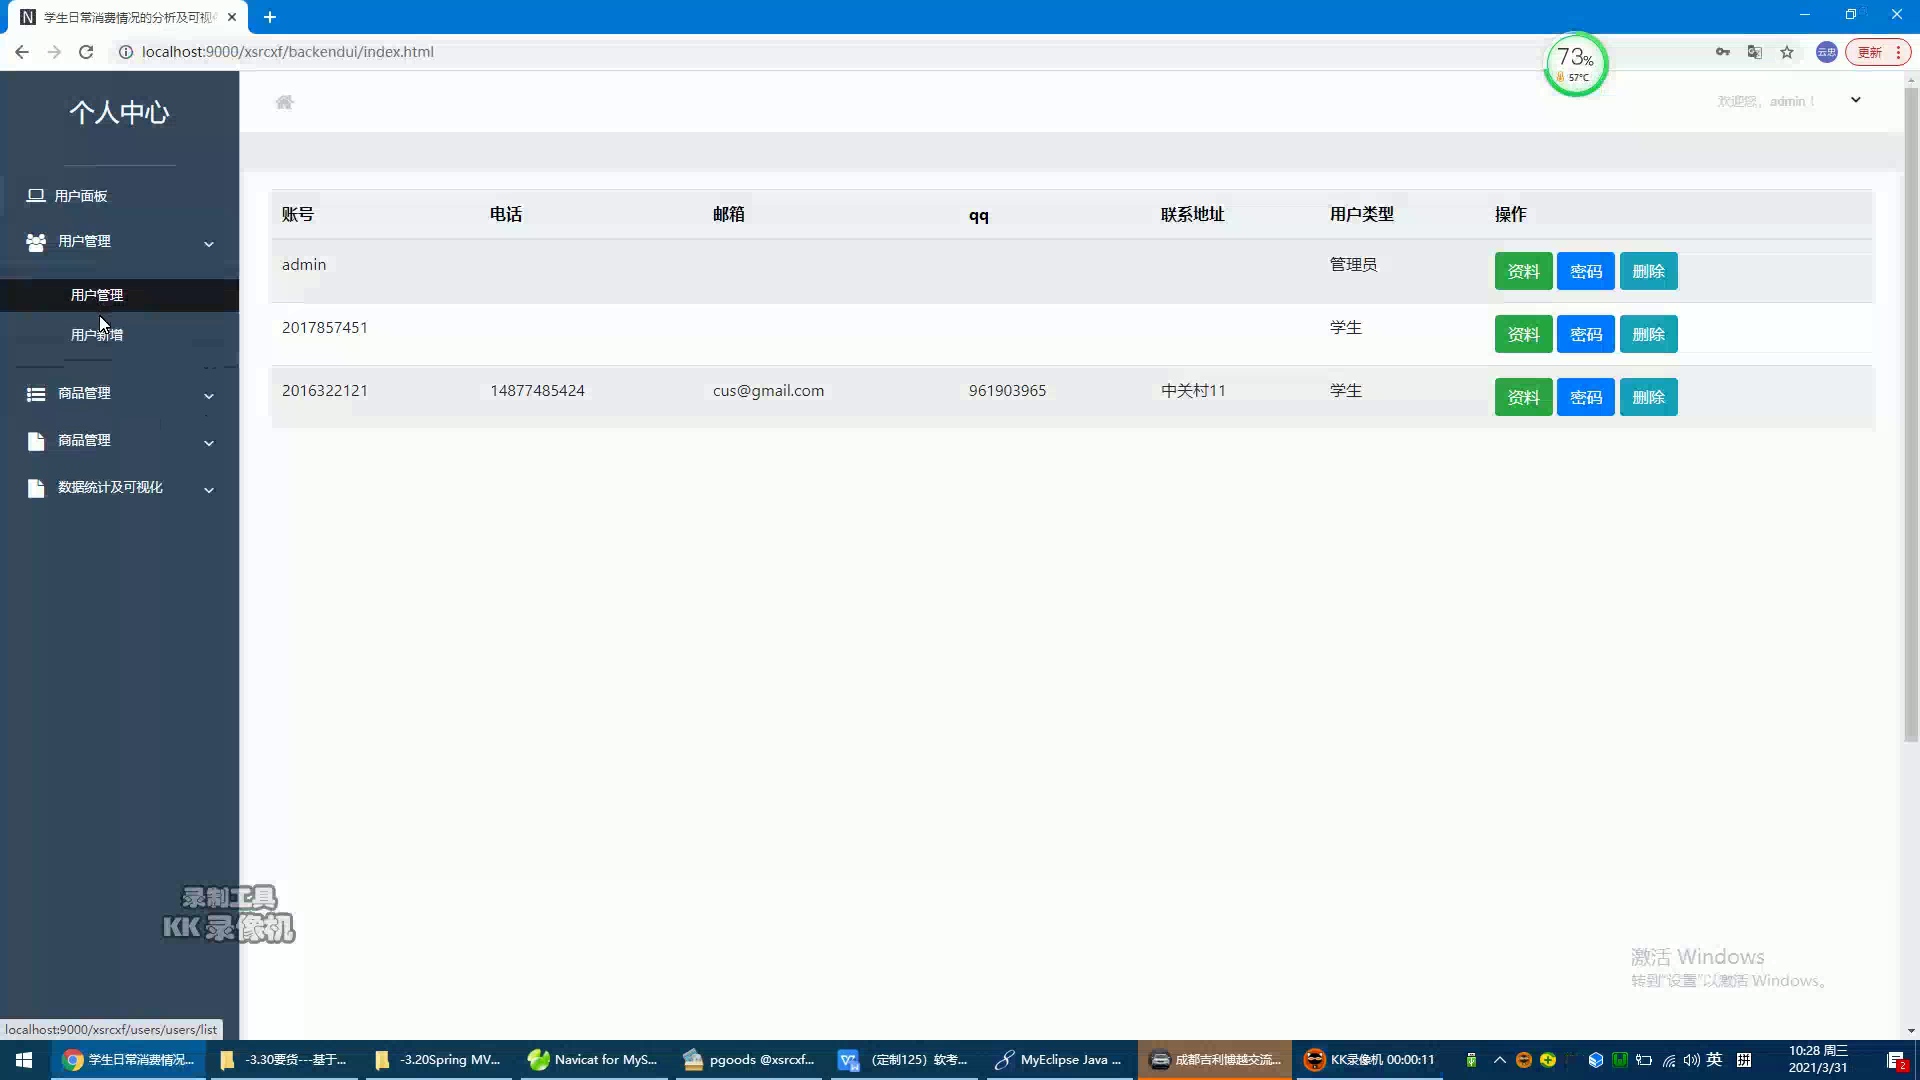 学生日常消费情况的分析及可视
localhost:9000/xsrcxf/backendui/index.html
云忠
更新
73%
57℃
个人中心
欢迎您，admin！
用户面板
用户管理
用户管理
用户新增
商品管理
商品管理
数据统计及可视化
账号 电话 邮箱 qq 联系地址 用户类型 操作
admin 管理员 资料 密码 删除
2017857451 学生 资料 密码 删除
2016322121 14877485424 cus@gmail.com 961903965 中关村11 学生 资料 密码 删除
录制工具
KK 录像机
激活 Windows
转到“设置”以激活 Windows。
localhost:9000/xsrcxf/users/users/list
学生日常消费情况...
-3.30要货---基于...
-3.20Spring MV...
Navicat for MyS...
pgoods @xsrcxf...
（定制125）软考...
MyEclipse Java ...
成都吉利博越交流...
KK录像机 00:00:11
英
拼
10:28 周三
2021/3/31
2